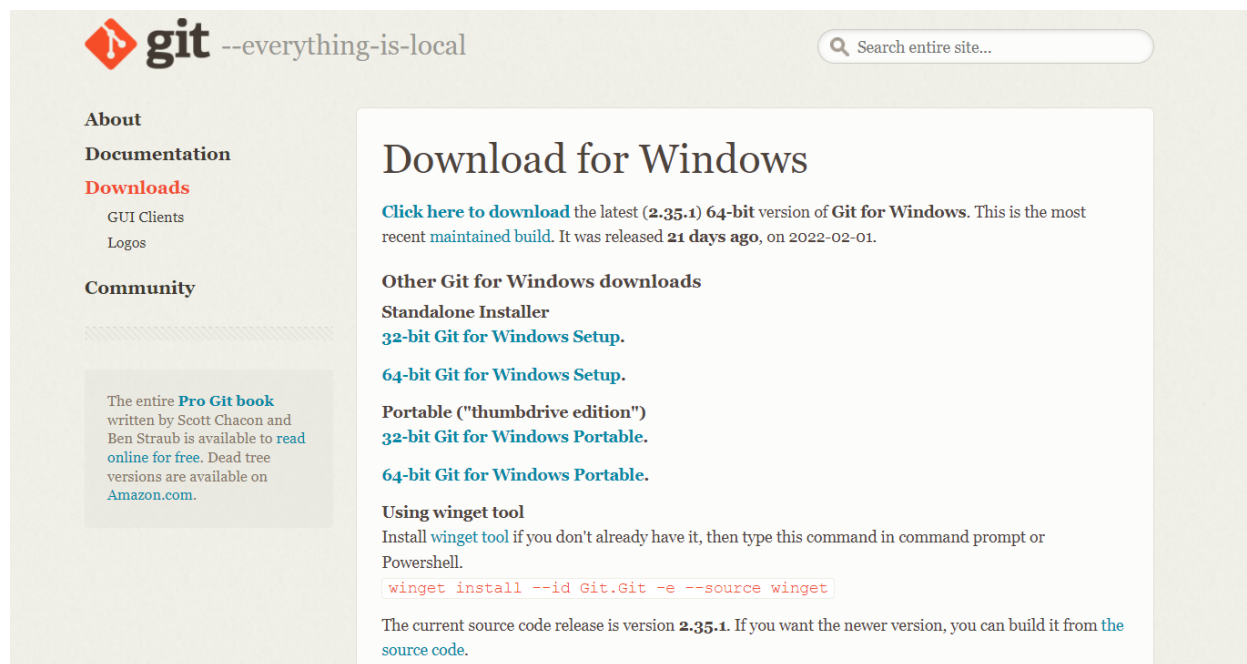 git --everything-is-local
Search entire site...
About
Documentation
Downloads
GUI Clients
Logos
Community
The entire Pro Git book
written by Scott Chacon and
Ben Straub is available to read
online for free. Dead tree
versions are available on
Amazon.com.
Download for Windows
Click here to download the latest (2.35.1) 64-bit version of Git for Windows. This is the most
recent maintained build. It was released 21 days ago, on 2022-02-01.
Other Git for Windows downloads
Standalone Installer
32-bit Git for Windows Setup.
64-bit Git for Windows Setup.
Portable ("thumbdrive edition")
32-bit Git for Windows Portable.
64-bit Git for Windows Portable.
Using winget tool
Install winget tool if you don't already have it, then type this command in command prompt or
Powershell.
winget install --id Git.Git -e --source winget
The current source code release is version 2.35.1. If you want the newer version, you can build it from the
source code.